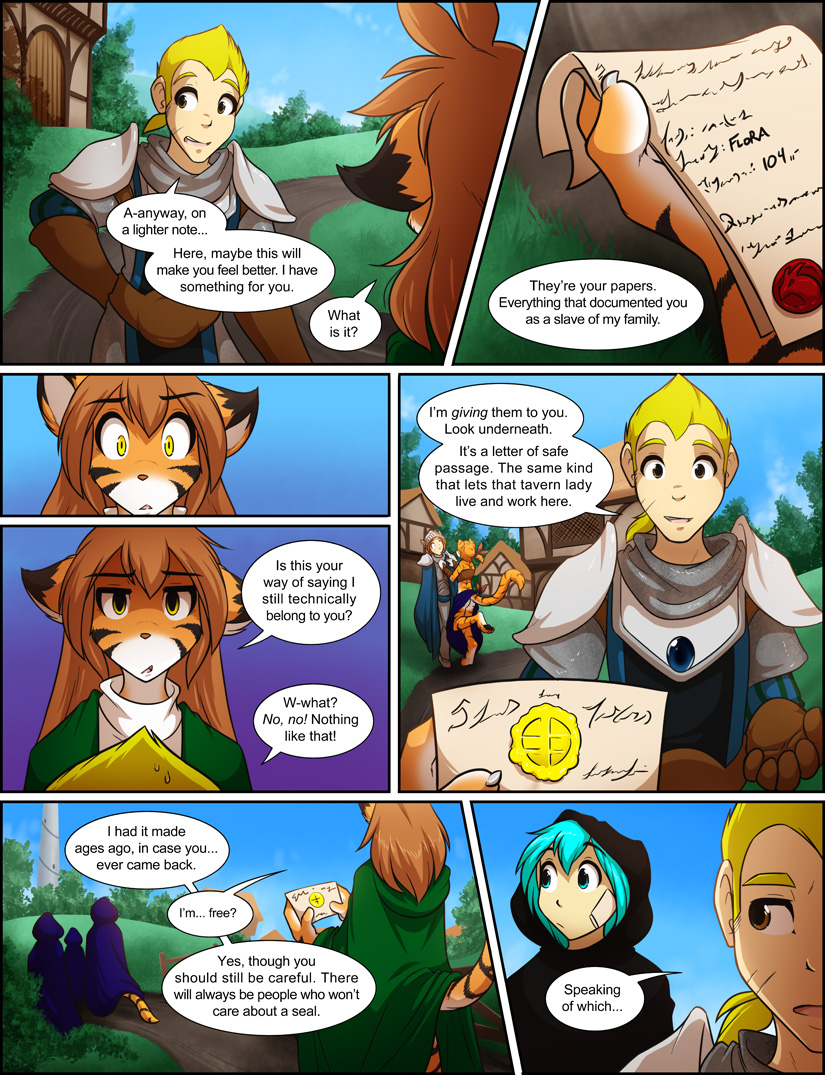 A-anyway, on
a lighter note...
Here, maybe this will
make you feel better. I have
something for you.
What
is it?
FLORA
104
They're your papers.
Everything that documented you
as a slave of my family.
I'm giving them to you.
Look underneath.
It's a letter of safe
passage. The same kind
that lets that tavern lady
live and work here.
Is this your
way of saying I
still technically
belong to you?
W-what?
No, no! Nothing
like that!
I had it made
ages ago, in case you...
ever came back.
I'm... free?
Yes, though you
should still be careful. There
will always be people who won't
care about a seal.
Speaking
of which...